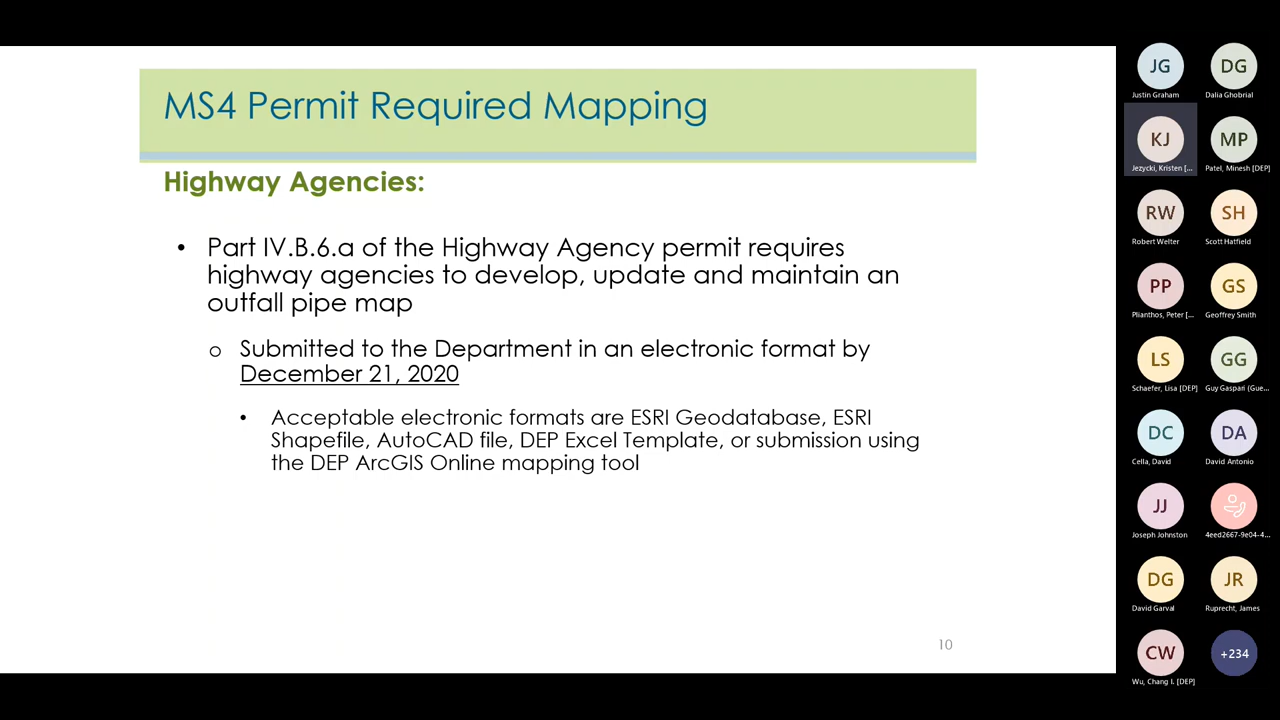 MS4 Permit Required Mapping
Highway Agencies:
• Part IV.B.6.a of the Highway Agency permit requires
highway agencies to develop, update and maintain an
outfall pipe map
o Submitted to the Department in an electronic format by
December 21, 2020
• Acceptable electronic formats are ESRI Geodatabase, ESRI
Shapefile, AutoCAD file, DEP Excel Template, or submission using
the DEP ArcGIS Online mapping tool
10
JG
Justin Graham
DG
Dalia Ghobrial
KJ
Jezycki, Kristen [...
MP
Patel, Minesh [DEP]
RW
Robert Welter
SH
Scott Hatfield
PP
Plianthos, Peter [...
GS
Geoffrey Smith
LS
Schaefer, Lisa [DEP]
GG
Guy Gaspari (Gue...
DC
Cella, David
DA
David Antonio
JJ
Joseph Johnston
4eed2667-9e04-4...
DG
David Garval
JR
Ruprecht, James
CW
Wu, Chang I. [DEP]
+234